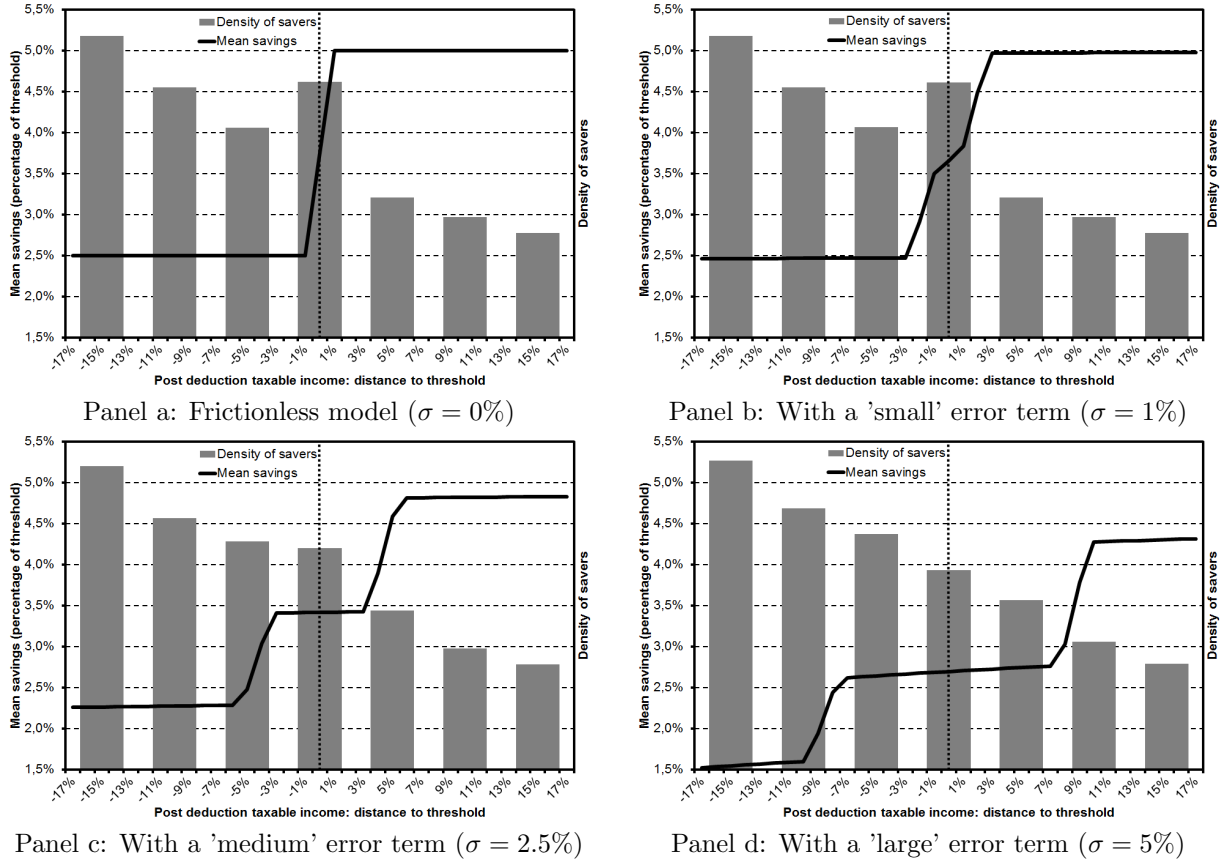 5,5%
5,0%
4,5%
4,0%
3,5%
3,0%
2,5%
2,0%
1,5%
Mean savings (percentage of threshold)
Density of savers
Mean savings
Density of savers
-17% -15% -13% -11% -9% -7% -5% -3% -1% 1% 3% 5% 7% 9% 11% 13% 15% 17%
Post deduction taxable income: distance to threshold
Panel a: Frictionless model (σ = 0%)
5,5%
5,0%
4,5%
4,0%
3,5%
3,0%
2,5%
2,0%
1,5%
Mean savings (percentage of threshold)
Density of savers
Mean savings
Density of savers
-17% -15% -13% -11% -9% -7% -5% -3% -1% 1% 3% 5% 7% 9% 11% 13% 15% 17%
Post deduction taxable income: distance to threshold
Panel b: With a 'small' error term (σ = 1%)
5,5%
5,0%
4,5%
4,0%
3,5%
3,0%
2,5%
2,0%
1,5%
Mean savings (percentage of threshold)
Density of savers
Mean savings
Density of savers
-17% -15% -13% -11% -9% -7% -5% -3% -1% 1% 3% 5% 7% 9% 11% 13% 15% 17%
Post deduction taxable income: distance to threshold
Panel c: With a 'medium' error term (σ = 2.5%)
5,5%
5,0%
4,5%
4,0%
3,5%
3,0%
2,5%
2,0%
1,5%
Mean savings (percentage of threshold)
Density of savers
Mean savings
Density of savers
-17% -15% -13% -11% -9% -7% -5% -3% -1% 1% 3% 5% 7% 9% 11% 13% 15% 17%
Post deduction taxable income: distance to threshold
Panel d: With a 'large' error term (σ = 5%)